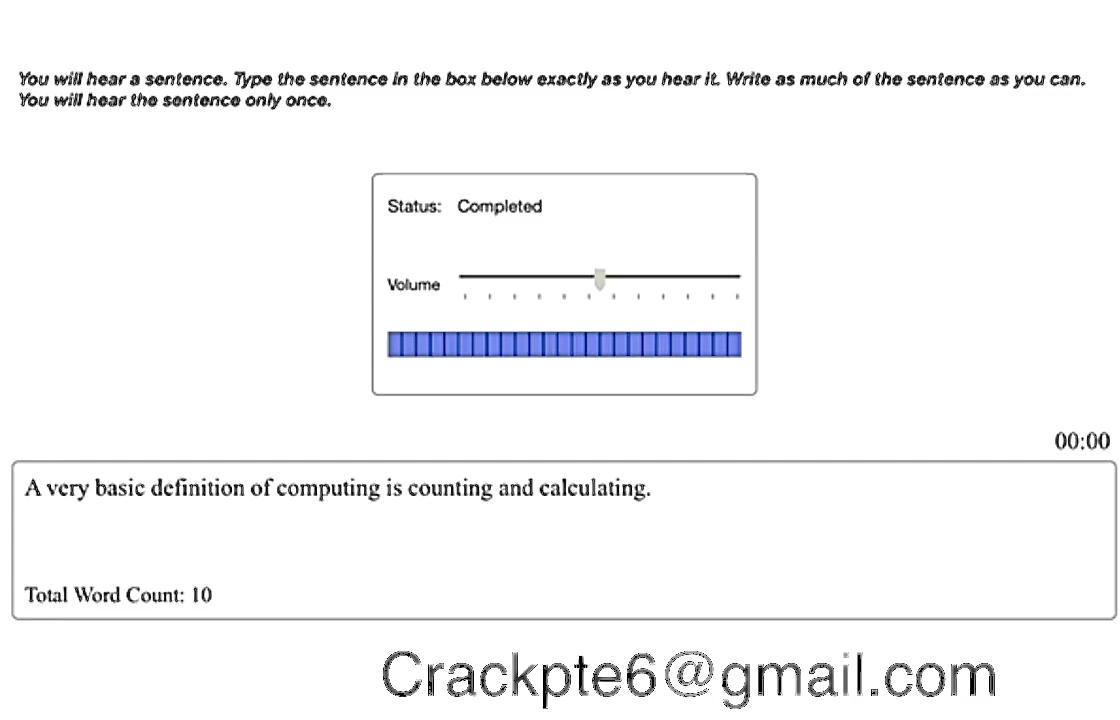 You will hear a sentence. Type the sentence in the box below exactly as you hear it. Write as much of the sentence as you can.
You will hear the sentence only once.
Status: Completed
Volume
00:00
A very basic definition of computing is counting and calculating.
Total Word Count: 10
Crackpte6@gmail.com